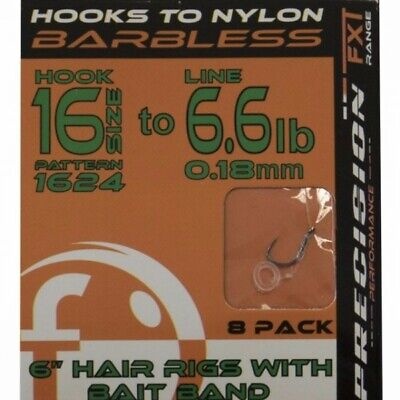 HOOKS TO NYLON
BARBLESS
HOOK
16 SIZE
PATTERN
1624
to
LINE
6.6lb
0.18mm
8 PACK
6" HAIR RIGS WITH
BAIT BAND
FXT
RANGE
PRECISION
PERFORMANCE